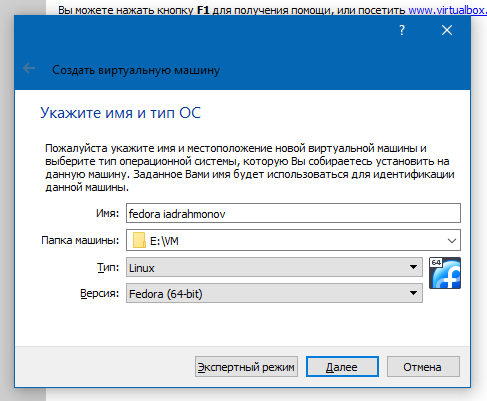 Вы можете нажать кнопку F1 для получения помощи, или посетить www.virtualbox.
?
Создать виртуальную машину
Укажите имя и тип ОС
Пожалуйста укажите имя и местоположение новой виртуальной машины и
выберите тип операционной системы, которую Вы собираетесь установить на
данную машину. Заданное Вами имя будет использоваться для идентификации
данной машины.
Имя: fedora iadrahmonov
Папка машины: E:\VM
Тип: Linux
64
Версия: Fedora (64-bit)
Экспертный режим Далее Отмена